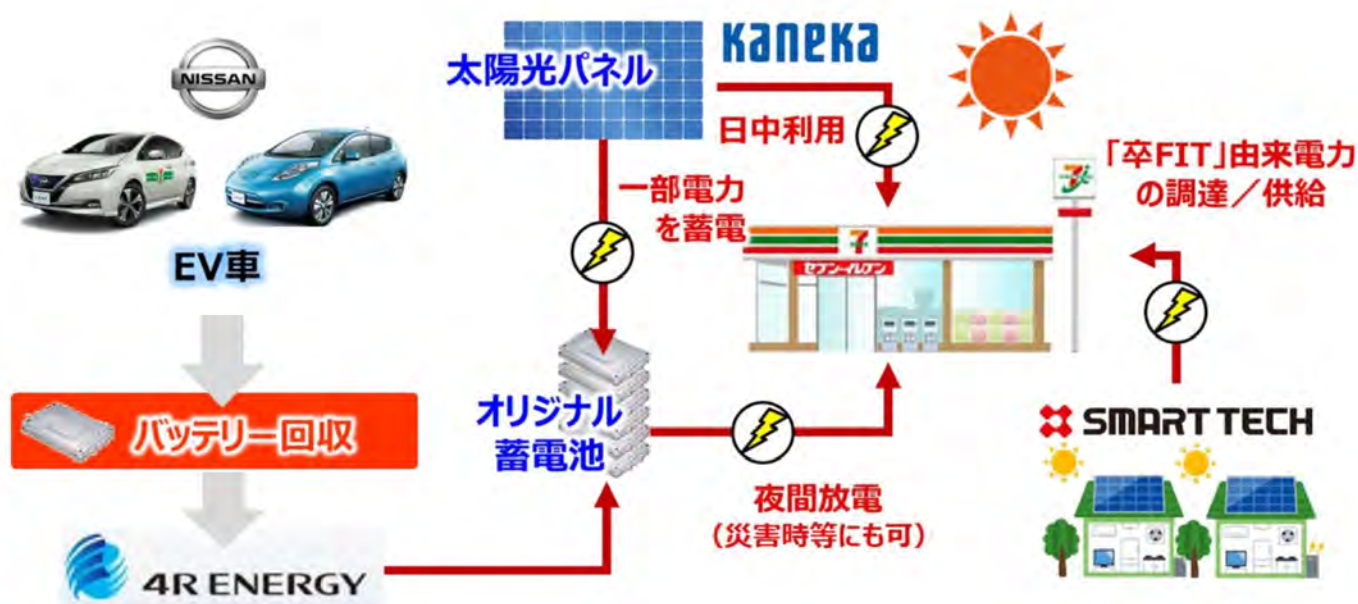 NISSAN
EV車
バッテリー回収
4R ENERGY
太陽光パネル
Kaneka
日中利用
一部電力
を蓄電
オリジナル
蓄電池
夜間放電
(災害時等にも可)
7
セブン-イレブン
7
「卒FIT」由来電力
の調達/供給
SMART TECH